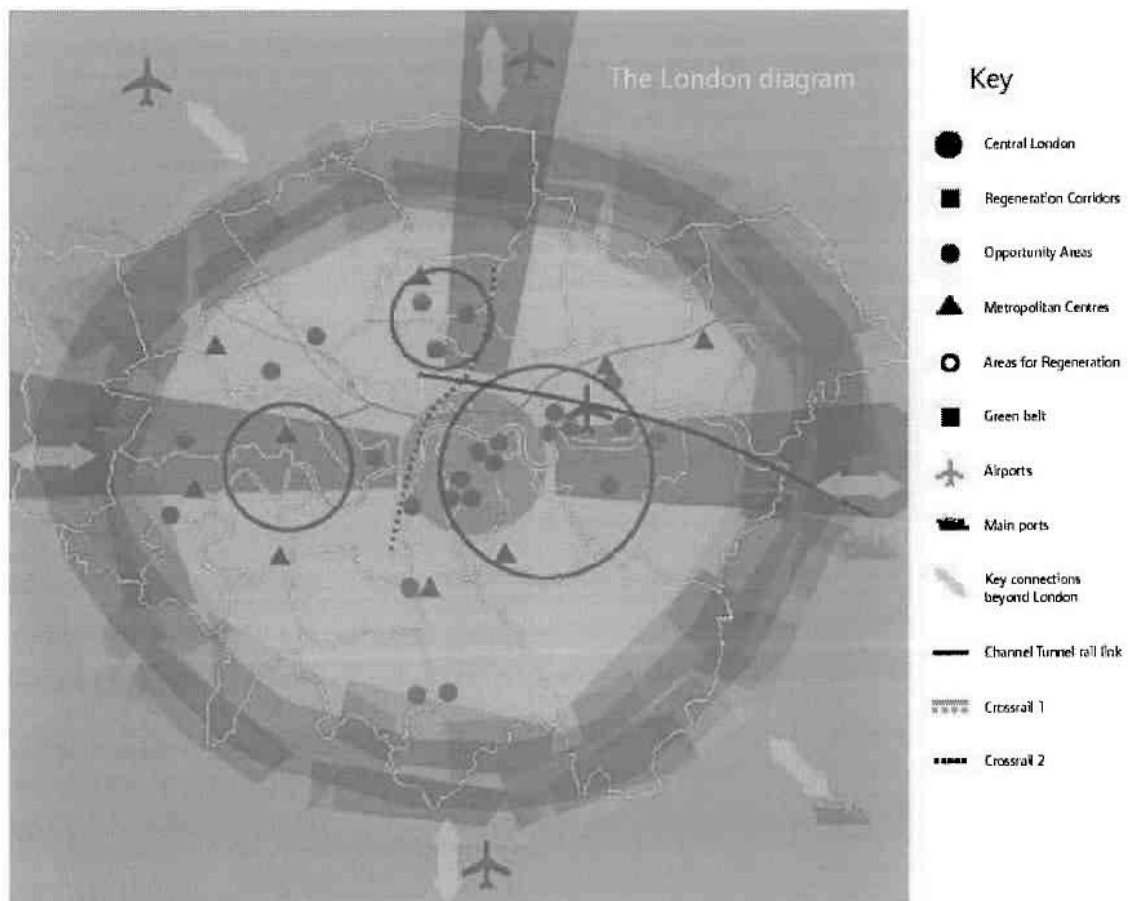 The London diagram
Key
Central London
Regeneration Corridors
Opportunity Areas
Metropolitan Centres
Areas for Regeneration
Green belt
Airports
Main ports
Key connections
beyond London
Channel Tunnel rail link
Crossrail 1
Crossrail 2